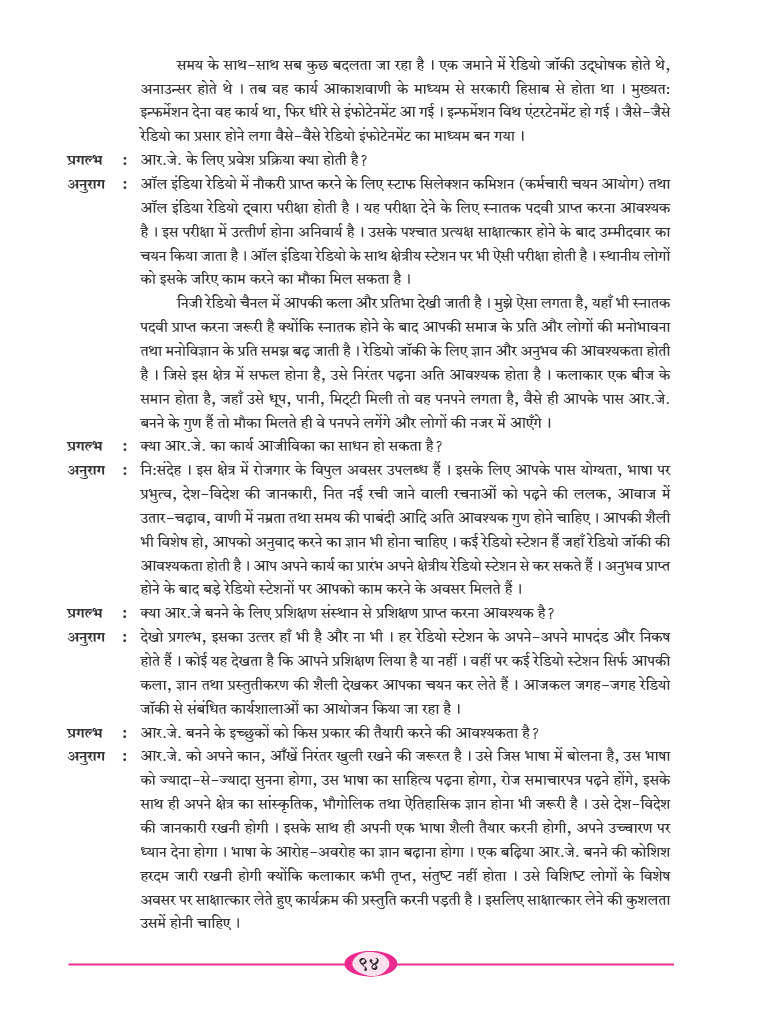 समय के साथ-साथ सब कुछ बदलता जा रहा है । एक जमाने में रेडियो जॉकी उद्घोषक होते थे,
अनाउन्सर होते थे । तब वह कार्य आकाशवाणी के माध्यम से सरकारी हिसाब से होता था । मुख्यत:
इन्फर्मेशन देना वह कार्य था, फिर धीरे से इंफोटेनमेंट आ गई । इन्फर्मेशन विथ एंटरटेनमेंट हो गई । जैसे-जैसे
रेडियो का प्रसार होने लगा वैसे-वैसे रेडियो इंफोटेनमेंट का माध्यम बन गया ।
प्रगल्भ : आर.जे. के लिए प्रवेश प्रक्रिया क्या होती है?
अनुराग : ऑल इंडिया रेडियो में नौकरी प्राप्त करने के लिए स्टाफ सिलेक्शन कमिशन (कर्मचारी चयन आयोग) तथा
ऑल इंडिया रेडियो द्वारा परीक्षा होती है । यह परीक्षा देने के लिए स्नातक पदवी प्राप्त करना आवश्यक
है । इस परीक्षा में उत्तीर्ण होना अनिवार्य है । उसके पश्चात प्रत्यक्ष साक्षात्कार होने के बाद उम्मीदवार का
चयन किया जाता है । ऑल इंडिया रेडियो के साथ क्षेत्रीय स्टेशन पर भी ऐसी परीक्षा होती है । स्थानीय लोगों
को इसके जरिए काम करने का मौका मिल सकता है ।
निजी रेडियो चैनल में आपकी कला और प्रतिभा देखी जाती है । मुझे ऐसा लगता है, यहाँ भी स्नातक
पदवी प्राप्त करना जरूरी है क्योंकि स्नातक होने के बाद आपकी समाज के प्रति और लोगों की मनोभावना
तथा मनोविज्ञान के प्रति समझ बढ़ जाती है । रेडियो जॉकी के लिए ज्ञान और अनुभव की आवश्यकता होती
है । जिसे इस क्षेत्र में सफल होना है, उसे निरंतर पढ़ना अति आवश्यक होता है । कलाकार एक बीज के
समान होता है, जहाँ उसे धूप, पानी, मिट्टी मिली तो वह पनपने लगता है, वैसे ही आपके पास आर.जे.
बनने के गुण हैं तो मौका मिलते ही वे पनपने लगेंगे और लोगों की नजर में आएँगे ।
प्रगल्भ : क्या आर.जे. का कार्य आजीविका का साधन हो सकता है?
अनुराग : नि:संदेह । इस क्षेत्र में रोजगार के विपुल अवसर उपलब्ध हैं । इसके लिए आपके पास योग्यता, भाषा पर
प्रभुत्व, देश-विदेश की जानकारी, नित नई रची जाने वाली रचनाओं को पढ़ने की ललक, आवाज में
उतार-चढ़ाव, वाणी में नम्रता तथा समय की पाबंदी आदि अति आवश्यक गुण होने चाहिए । आपकी शैली
भी विशेष हो, आपको अनुवाद करने का ज्ञान भी होना चाहिए । कई रेडियो स्टेशन हैं जहाँ रेडियो जॉकी की
आवश्यकता होती है । आप अपने कार्य का प्रारंभ अपने क्षेत्रीय रेडियो स्टेशन से कर सकते हैं । अनुभव प्राप्त
होने के बाद बड़े रेडियो स्टेशनों पर आपको काम करने के अवसर मिलते हैं ।
प्रगल्भ : क्या आर.जे बनने के लिए प्रशिक्षण संस्थान से प्रशिक्षण प्राप्त करना आवश्यक है?
अनुराग : देखो प्रगल्भ, इसका उत्तर हाँ भी है और ना भी । हर रेडियो स्टेशन के अपने-अपने मापदंड और निकष
होते हैं । कोई यह देखता है कि आपने प्रशिक्षण लिया है या नहीं । वहीं पर कई रेडियो स्टेशन सिर्फ आपकी
कला, ज्ञान तथा प्रस्तुतीकरण की शैली देखकर आपका चयन कर लेते हैं । आजकल जगह-जगह रेडियो
जॉकी से संबंधित कार्यशालाओं का आयोजन किया जा रहा है ।
प्रगल्भ : आर.जे. बनने के इच्छुकों को किस प्रकार की तैयारी करने की आवश्यकता है?
अनुराग : आर.जे. को अपने कान, आँखें निरंतर खुली रखने की जरूरत है । उसे जिस भाषा में बोलना है, उस भाषा
को ज्यादा-से-ज्यादा सुनना होगा, उस भाषा का साहित्य पढ़ना होगा, रोज समाचारपत्र पढ़ने होंगे, इसके
साथ ही अपने क्षेत्र का सांस्कृतिक, भौगोलिक तथा ऐतिहासिक ज्ञान होना भी जरूरी है । उसे देश-विदेश
की जानकारी रखनी होगी । इसके साथ ही अपनी एक भाषा शैली तैयार करनी होगी, अपने उच्चारण पर
ध्यान देना होगा । भाषा के आरोह-अवरोह का ज्ञान बढ़ाना होगा । एक बढ़िया आर.जे. बनने की कोशिश
हरदम जारी रखनी होगी क्योंकि कलाकार कभी तृप्त, संतुष्ट नहीं होता । उसे विशिष्ट लोगों के विशेष
अवसर पर साक्षात्कार लेते हुए कार्यक्रम की प्रस्तुति करनी पड़ती है । इसलिए साक्षात्कार लेने की कुशलता
उसमें होनी चाहिए ।
९४